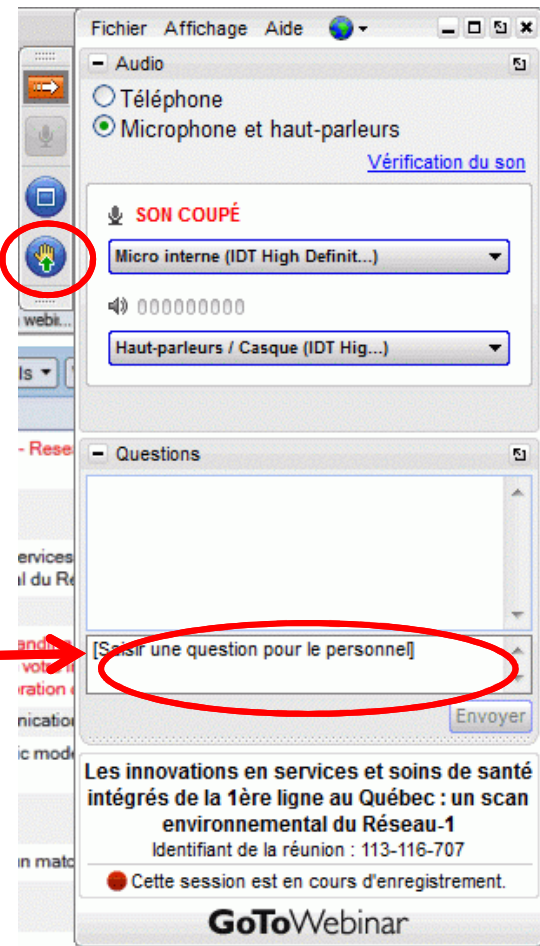 Fichier Affichage Aide
Audio
Téléphone
Microphone et haut-parleurs
Vérification du son
SON COUPÉ
Micro interne (IDT High Definit...)
000000000
Haut-parleurs / Casque (IDT Hig...)
webi...
ls
- Rese
Questions
ervices
al du Ré
[Saisir une question pour le personnel]
votre
ration
nication
Envoyer
ic mode
Les innovations en services et soins de santé
intégrés de la 1ère ligne au Québec : un scan
environnemental du Réseau-1
Identifiant de la réunion : 113-116-707
n matc
Cette session est en cours d'enregistrement.
GoToWebinar